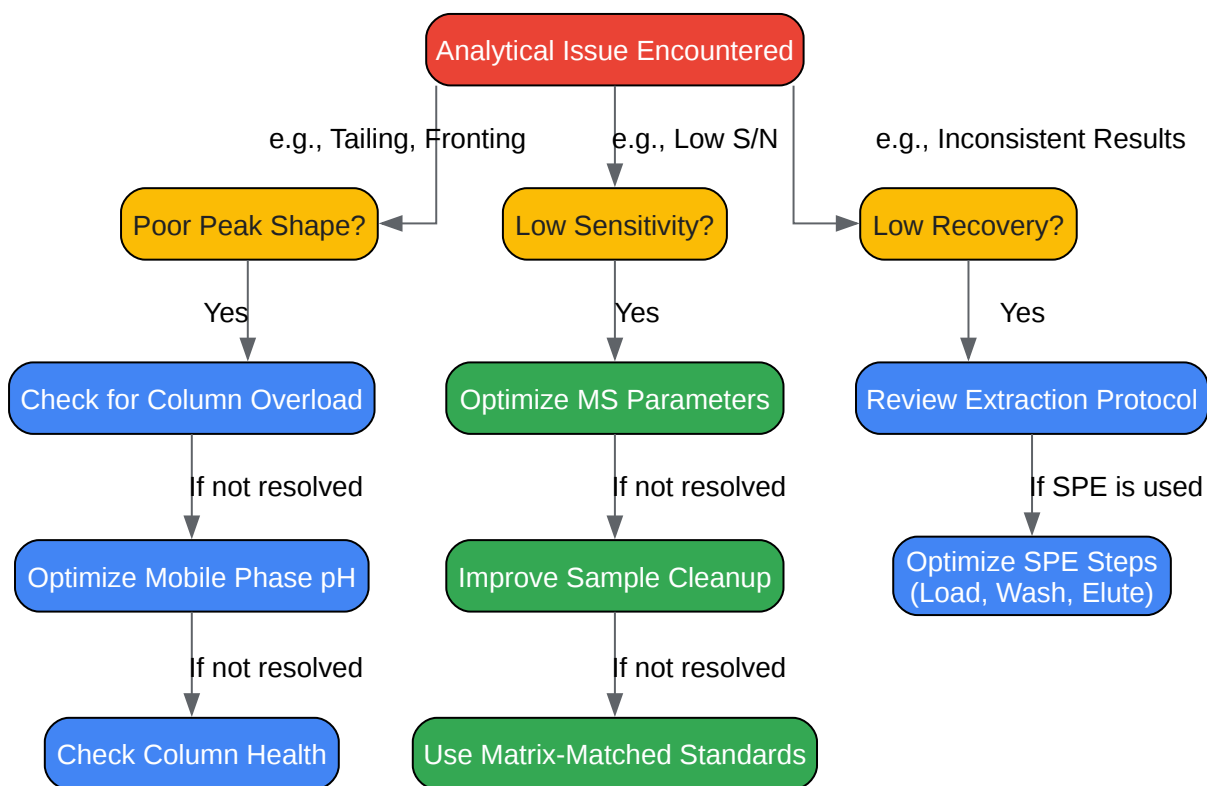 Analytical Issue Encountered
e.g., Tailing, Fronting
e.g., Low S/N
e.g., Inconsistent Results
Poor Peak Shape?
Low Sensitivity?
Low Recovery?
Yes
Yes
Yes
Check for Column Overload
Optimize MS Parameters
Review Extraction Protocol
If not resolved
If not resolved
If SPE is used
Optimize Mobile Phase pH
Improve Sample Cleanup
Optimize SPE Steps
(Load, Wash, Elute)
If not resolved
If not resolved
Check Column Health
Use Matrix-Matched Standards